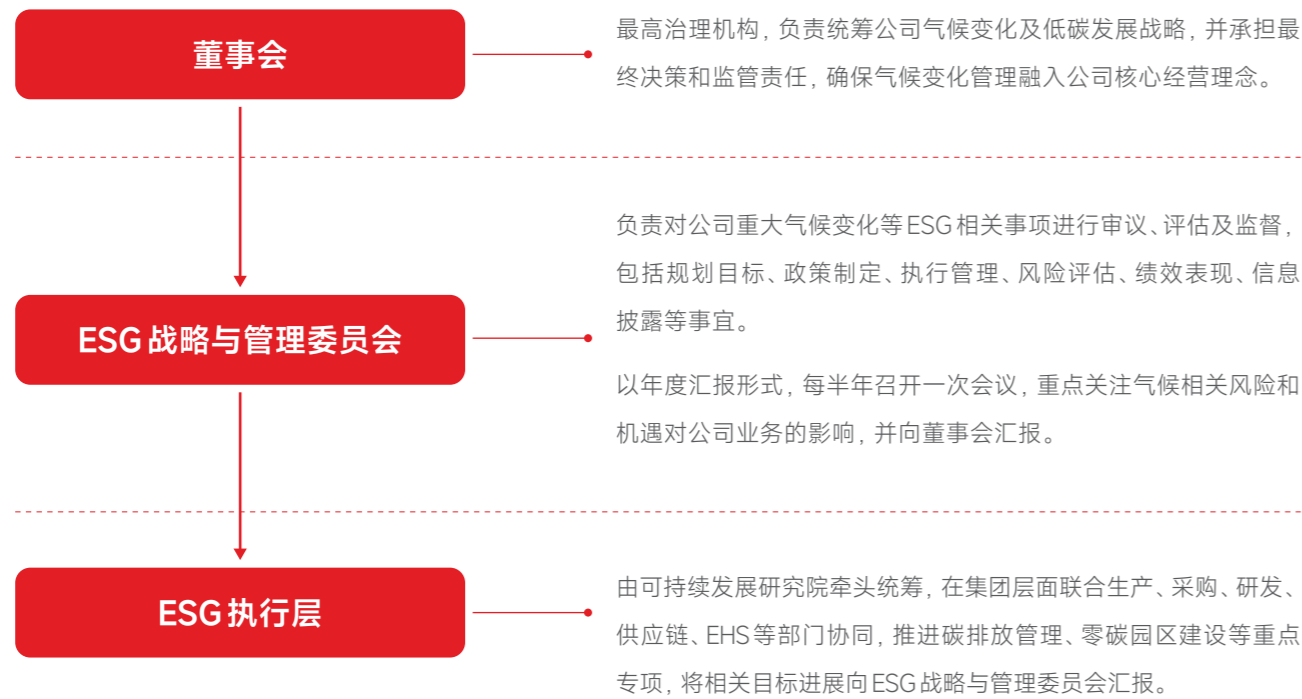 董事会
最高治理机构，负责统筹公司气候变化及低碳发展战略，并承担最
终决策和监管责任，确保气候变化管理融入公司核心经营理念。
ESG 战略与管理委员会
负责对公司重大气候变化等ESG相关事项进行审议、评估及监督，
包括规划目标、政策制定、执行管理、风险评估、绩效表现、信息
披露等事宜。
以年度汇报形式，每半年召开一次会议，重点关注气候相关风险和
机遇对公司业务的影响，并向董事会汇报。
ESG 执行层
由可持续发展研究院牵头统筹，在集团层面联合生产、采购、研发、
供应链、EHS等部门协同，推进碳排放管理、零碳园区建设等重点
专项，将相关目标进展向ESG战略与管理委员会汇报。